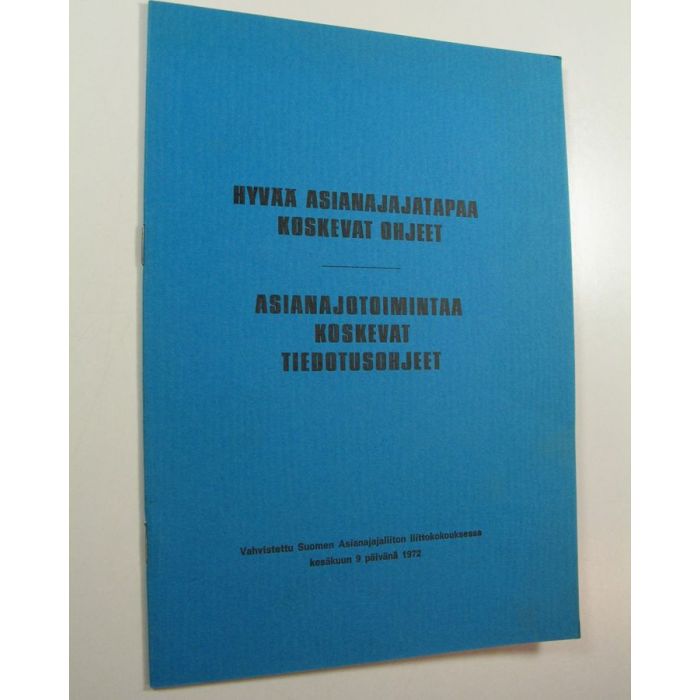 HYVÄÄ ASIANAJAJATAPAA
KOSKEVAT OHJEET
ASIANAJOTOIMINTAA
KOSKEVAT
TIEDOTUSOHJEET
Vahvistettu Suomen Asianajajaliiton liittokokouksessa
kesäkuun 9 päivänä 1972